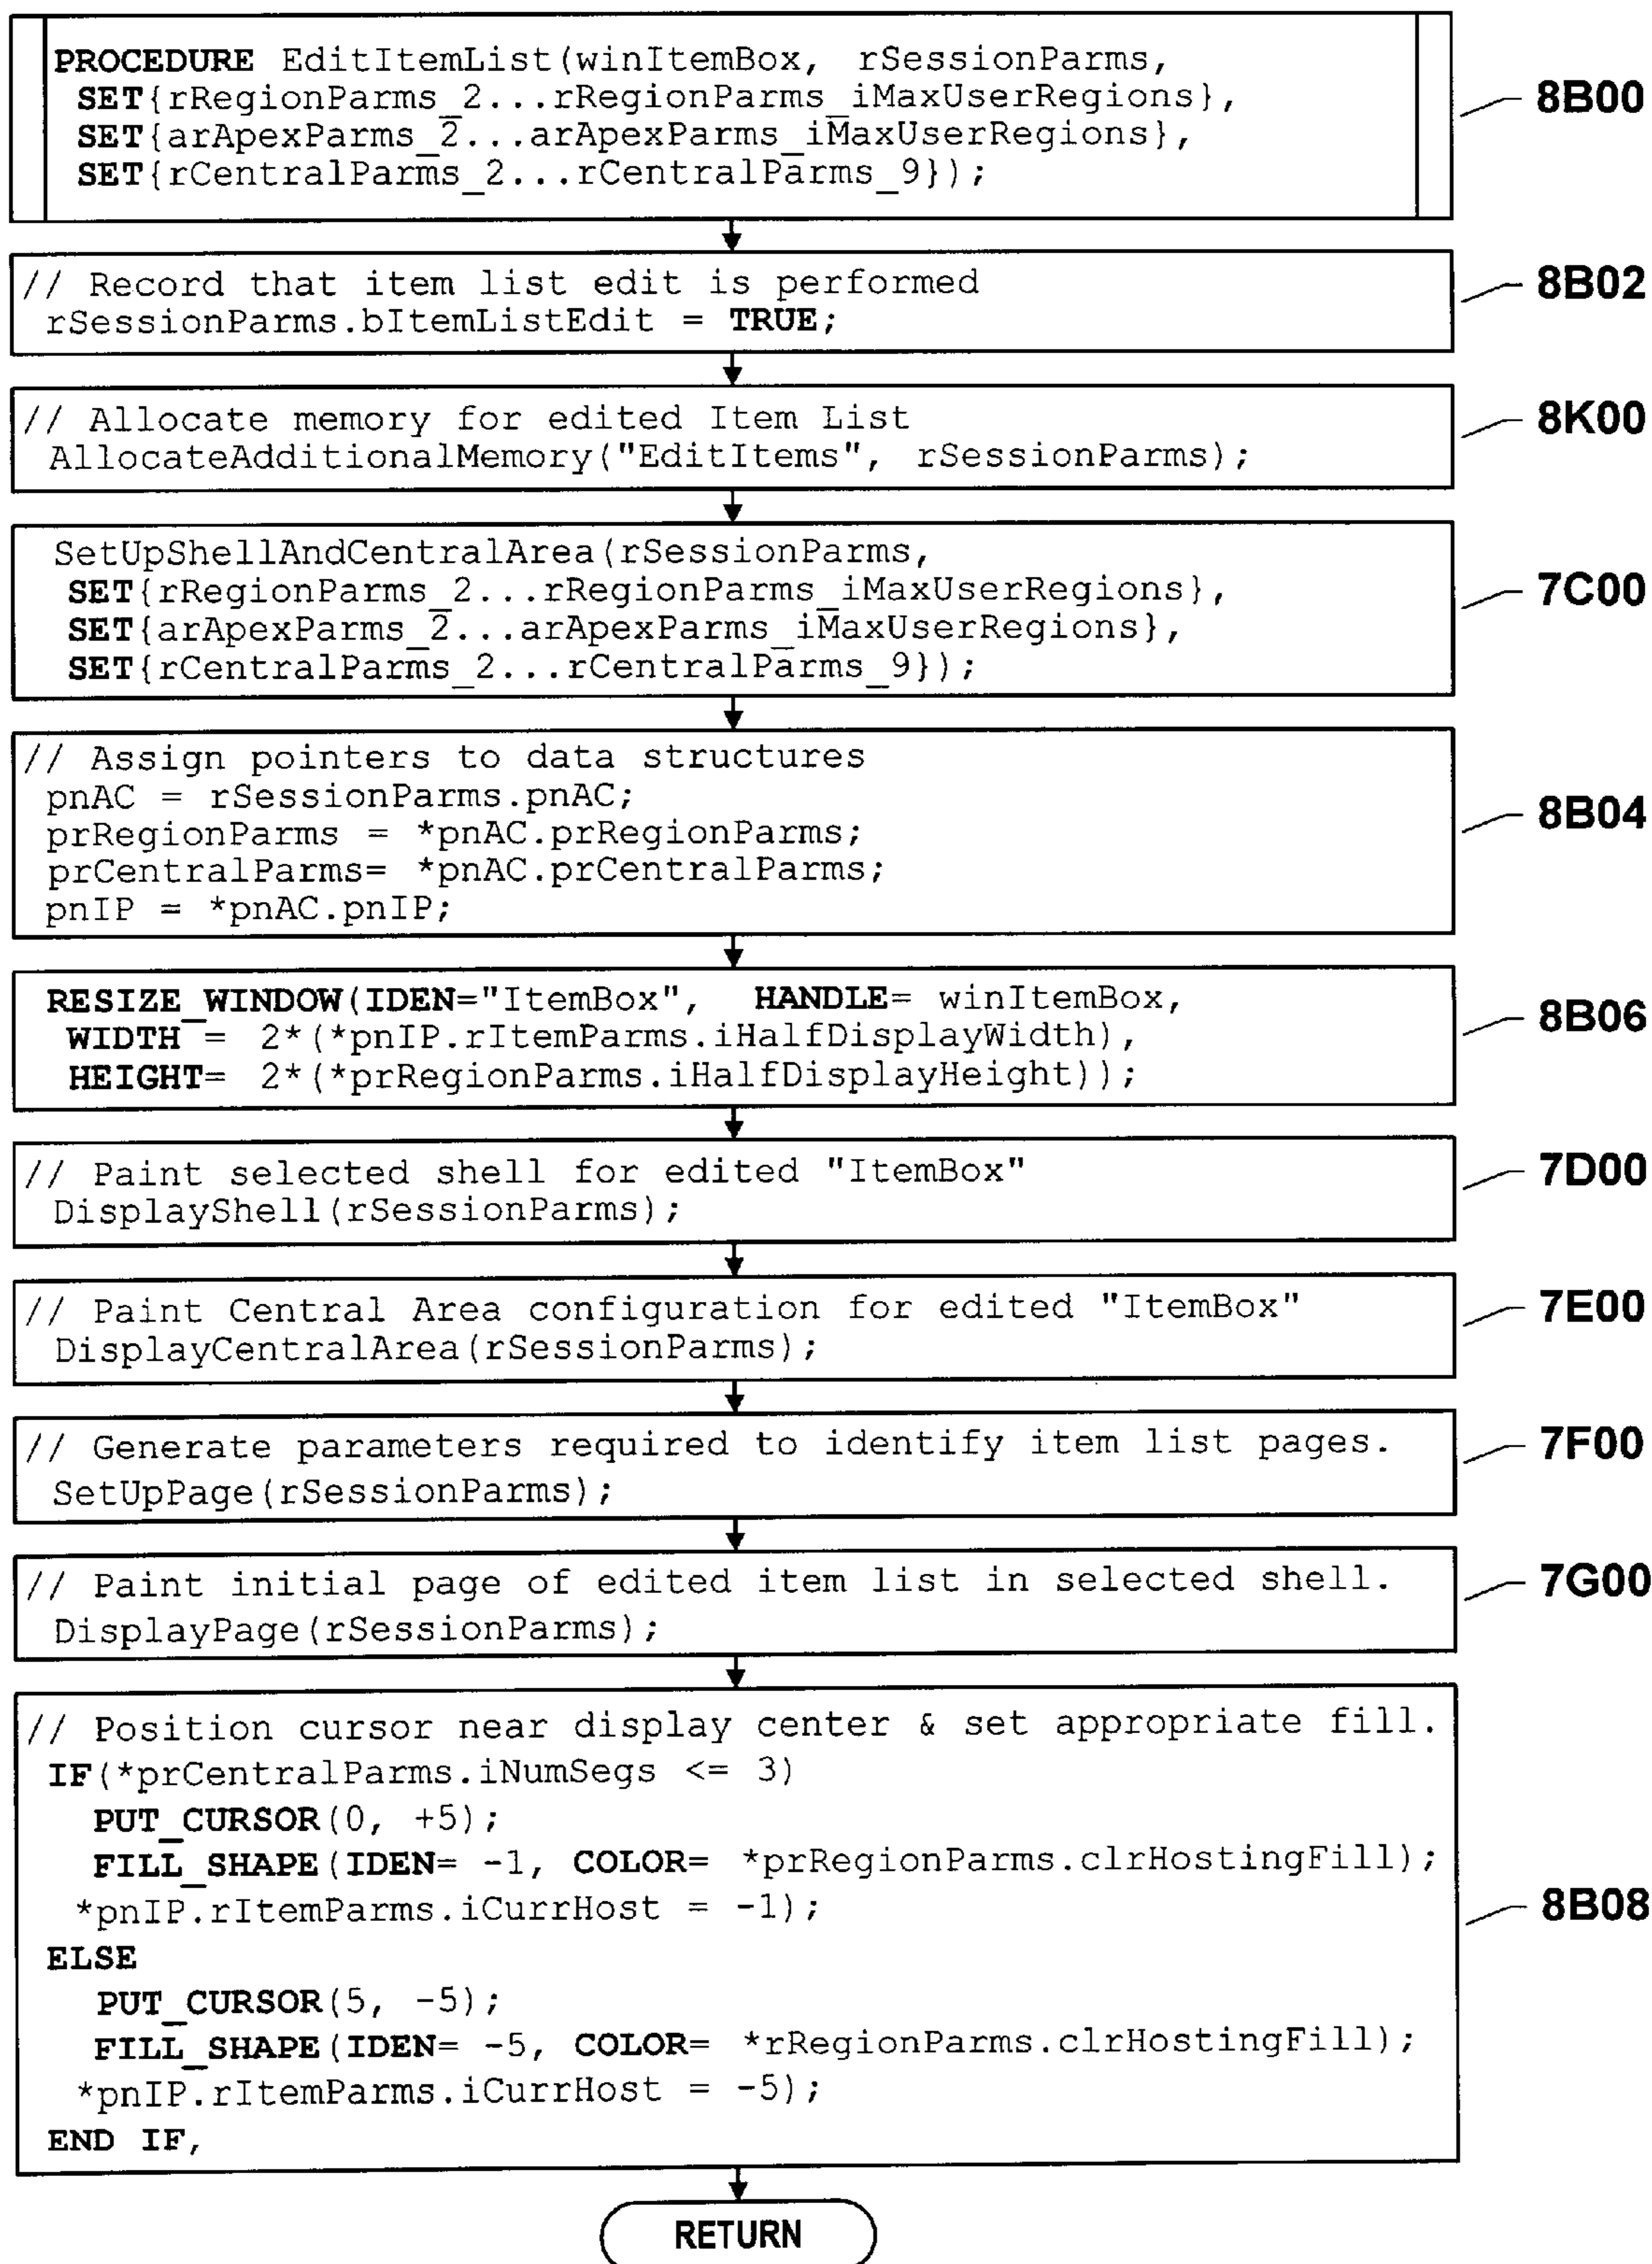 PROCEDURE EditItemList(winItemBox, rSessionParms,
SET{rRegionParms_2...rRegionParms_iMaxUserRegions},
SET{arApexParms_2...arApexParms_iMaxUserRegions},
SET{rCentralParms_2...rCentralParms_9});
8B00
// Record that item list edit is performed
rSessionParms.bItemListEdit = TRUE;
8B02
// Allocate memory for edited Item List
AllocateAdditionalMemory("EditItems", rSessionParms);
8K00
SetUpShellAndCentralArea(rSessionParms,
SET{rRegionParms_2...rRegionParms_iMaxUserRegions},
SET{arApexParms_2...arApexParms_iMaxUserRegions},
SET{rCentralParms_2...rCentralParms_9});
7C00
// Assign pointers to data structures
pnAC = rSessionParms.pnAC;
prRegionParms = *pnAC.prRegionParms;
prCentralParms= *pnAC.prCentralParms;
pnIP = *pnAC.pnIP;
8B04
RESIZE_WINDOW(IDEN="ItemBox", HANDLE= winItemBox,
WIDTH = 2*(*pnIP.rItemParms.iHalfDisplayWidth),
HEIGHT= 2*(*prRegionParms.iHalfDisplayHeight));
8B06
// Paint selected shell for edited "ItemBox"
DisplayShell(rSessionParms);
7D00
// Paint Central Area configuration for edited "ItemBox"
DisplayCentralArea(rSessionParms);
7E00
// Generate parameters required to identify item list pages.
SetUpPage(rSessionParms);
7F00
// Paint initial page of edited item list in selected shell.
DisplayPage(rSessionParms);
7G00
// Position cursor near display center & set appropriate fill.
IF(*prCentralParms.iNumSegs <= 3)
PUT_CURSOR(0, +5);
FILL_SHAPE(IDEN= -1, COLOR= *prRegionParms.clrHostingFill);
*pnIP.rItemParms.iCurrHost = -1);
ELSE
PUT_CURSOR(5, -5);
FILL_SHAPE(IDEN= -5, COLOR= *rRegionParms.clrHostingFill);
*pnIP.rItemParms.iCurrHost = -5);
END IF,
8B08
RETURN